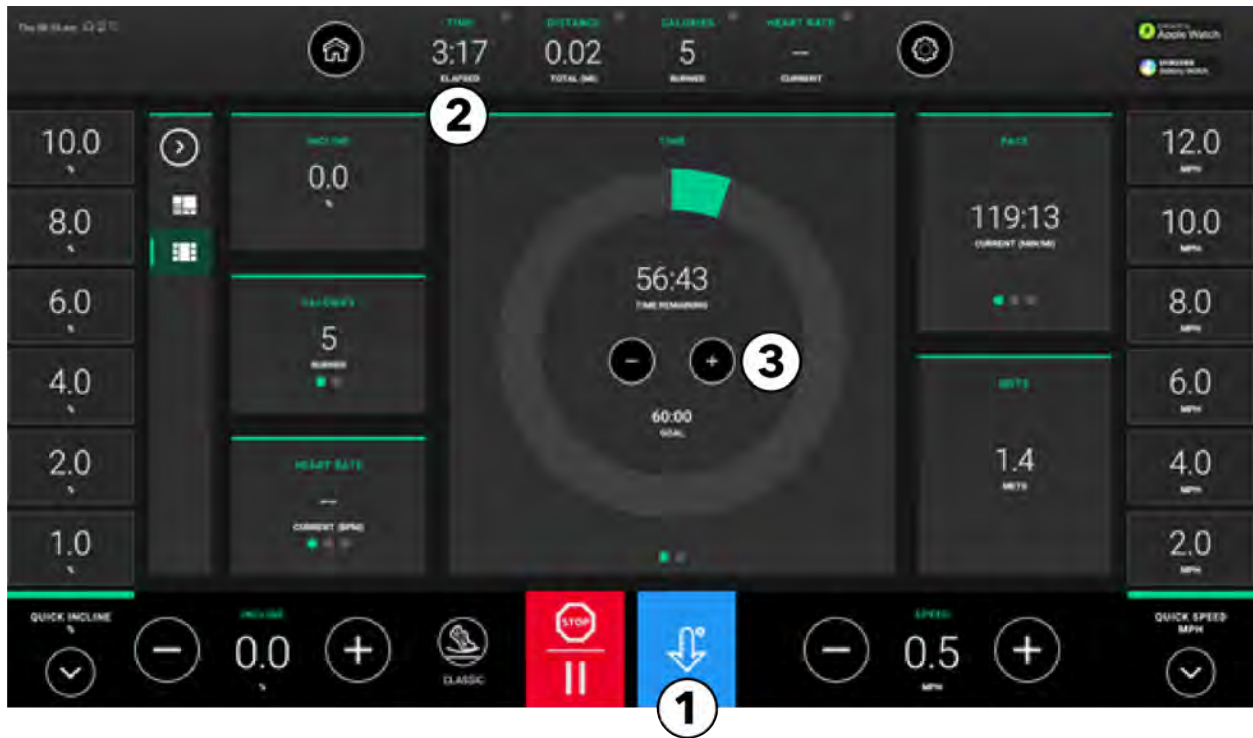 TIME
3:17
ELAPSED
DISTANCE
0.02
TOTAL (MI)
CALORIES
5
BURNED
HEART RATE
--
CURRENT
Apple Watch
SAMSUNG
Galaxy Watch
2
10.0
%
8.0
%
6.0
%
4.0
%
2.0
%
1.0
%
QUICK INCLINE
%
INCLINE
0.0
%
CALORIES
5
BURNED
HEART RATE
--
CURRENT (BPM)
TIME
56:43
TIME REMAINING
3
60:00
GOAL
PACE
119:13
CURRENT (MIN/MI)
METS
1.4
METS
12.0
MPH
10.0
MPH
8.0
MPH
6.0
MPH
4.0
MPH
2.0
MPH
QUICK SPEED
MPH
INCLINE
0.0
%
CLASSIC
STOP
1
SPEED
0.5
MPH